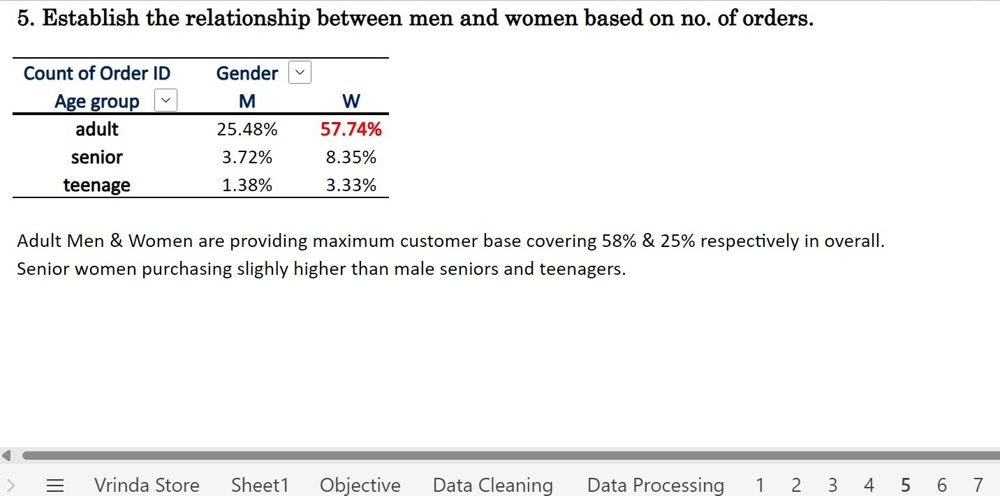 5. Establish the relationship between men and women based on no. of orders.
Count of Order ID Gender
Age group M W
adult 25.48% 57.74%
senior 3.72% 8.35%
teenage 1.38% 3.33%
Adult Men & Women are providing maximum customer base covering 58% & 25% respectively in overall.
Senior women purchasing slighly higher than male seniors and teenagers.
Vrinda Store Sheet1 Objective Data Cleaning Data Processing 1 2 3 4 5 6 7